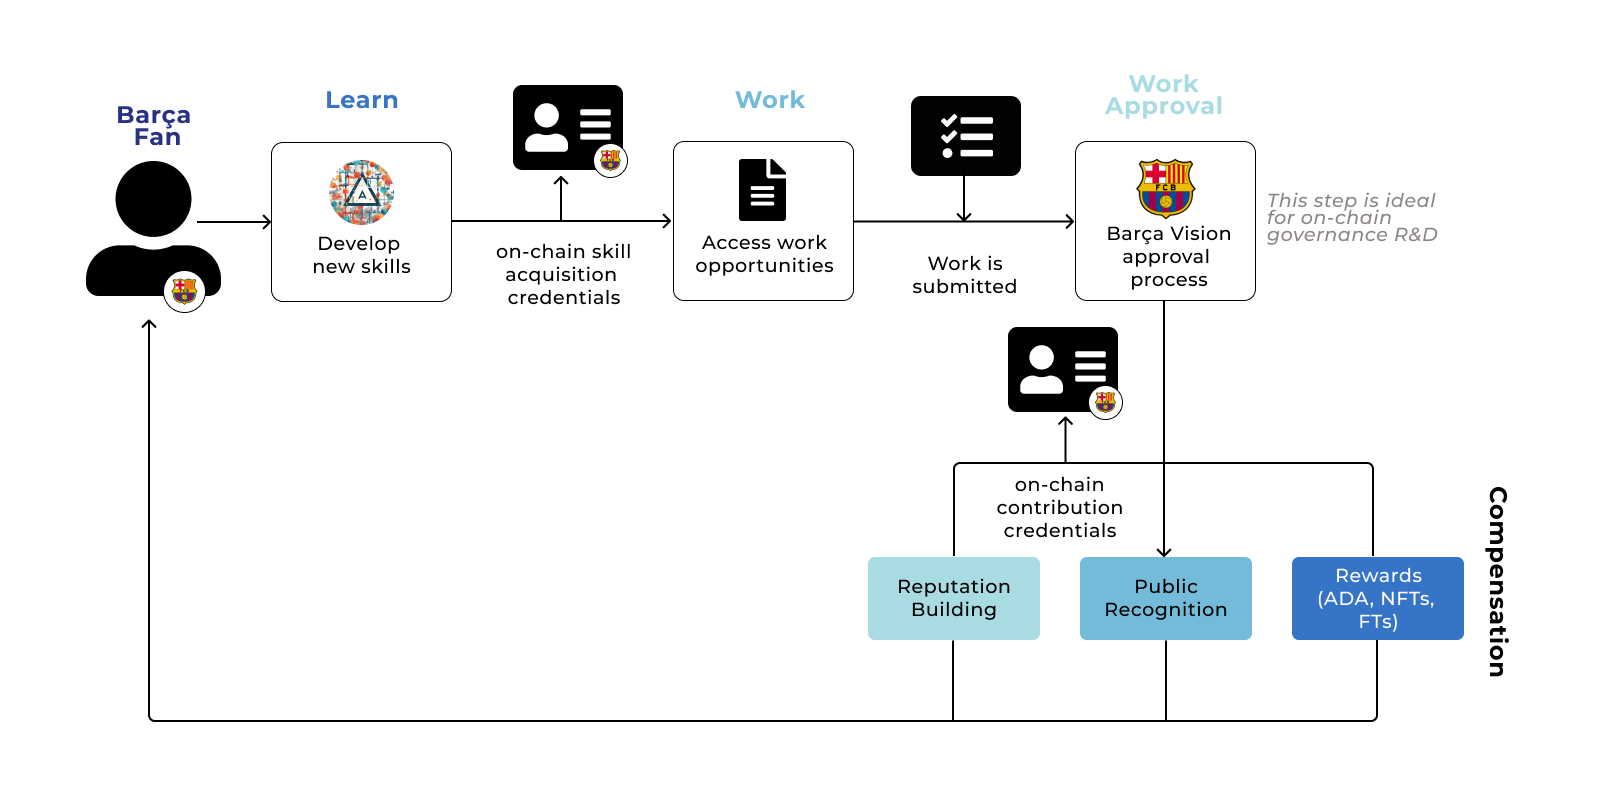 Barça
Fan
Learn
Develop
new skills
on-chain skill
acquisition
credentials
Work
Access work
opportunities
Work is
submitted
Work
Approval
FCB
Barça Vision
approval
process
This step is ideal
for on-chain
governance R&D
on-chain
contribution
credentials
Reputation
Building
Public
Recognition
Rewards
(ADA, NFTs,
FTs)
Compensation